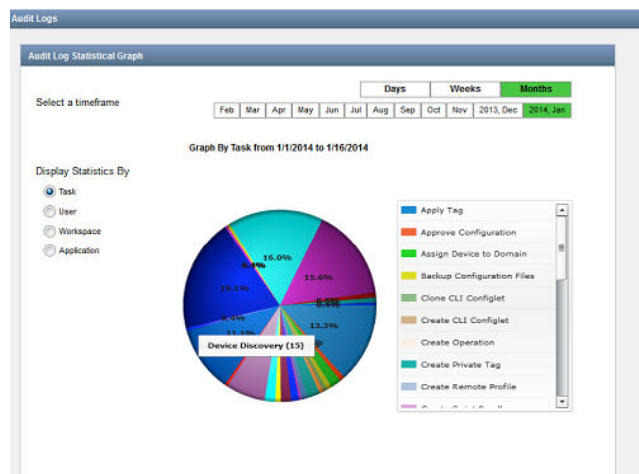 Audit Logs
Audit Log Statistical Graph
Days Weeks Months
Select a timeframe
Feb Mar Apr May Jun Jul Aug Sep Oct Nov 2013, Dec 2014, Jan
Graph By Task from 1/1/2014 to 1/16/2014
Display Statistics By
Task
User
Workspace
Application
16.0%
15.6%
13.3%
Device Discovery (15)
Apply Tag
Approve Configuration
Assign Device to Domain
Backup Configuration Files
Clone CLI Configlet
Create CLI Configlet
Create Operation
Create Private Tag
Create Remote Profile